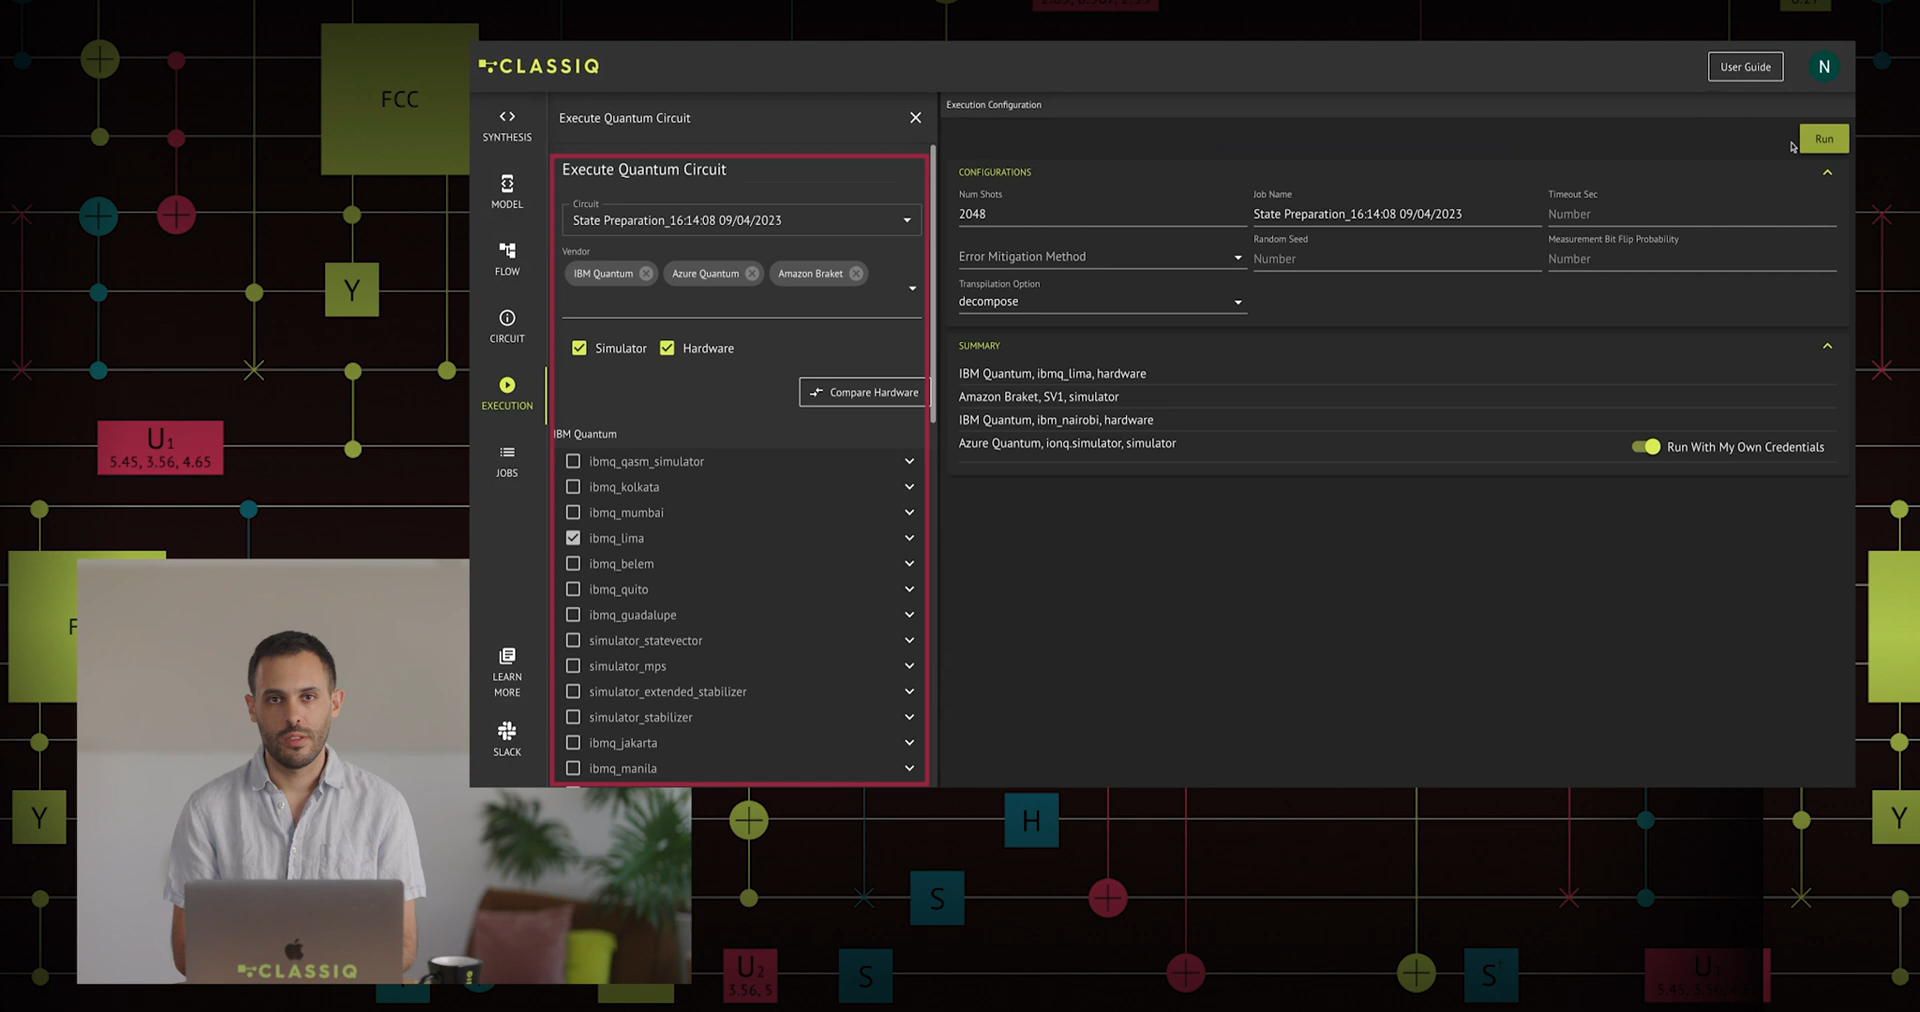 FCC
CLASSIQ
User Guide
N
SYNTHESIS
MODEL
FLOW
CIRCUIT
EXECUTION
JOBS
LEARN
MORE
SLACK
Execute Quantum Circuit
Execute Quantum Circuit
Circuit
State Preparation_16:14:08 09/04/2023
Vendor
IBM Quantum
Azure Quantum
Amazon Braket
Simulator
Hardware
Compare Hardware
IBM Quantum
ibmq_qasm_simulator
ibmq_kolkata
ibmq_mumbai
ibmq_lima
ibmq_belem
ibmq_quito
ibmq_guadalupe
simulator_statevector
simulator_mps
simulator_extended_stabilizer
simulator_stabilizer
ibmq_jakarta
ibmq_manila
Execution Configuration
Run
CONFIGURATIONS
Num Shots
2048
Job Name
State Preparation_16:14:08 09/04/2023
Timeout Sec
Number
Error Mitigation Method
Random Seed
Number
Measurement Bit Flip Probability
Number
Transpilation Option
decompose
SUMMARY
IBM Quantum, ibmq_lima, hardware
Amazon Braket, SV1, simulator
IBM Quantum, ibm_nairobi, hardware
Azure Quantum, ionq.simulator, simulator
Run With My Own Credentials
Y
U1
5.45, 3.56, 4.65
F
Y
CLASSIQ
H
S
U2
3.56, 5
S
S
Y